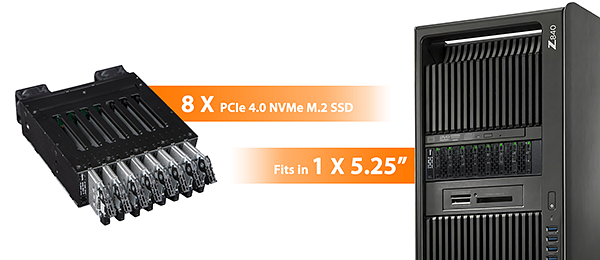 8 X PCIe 4.0 NVMe M.2 SSD
Fits in 1 X 5.25”
Z840